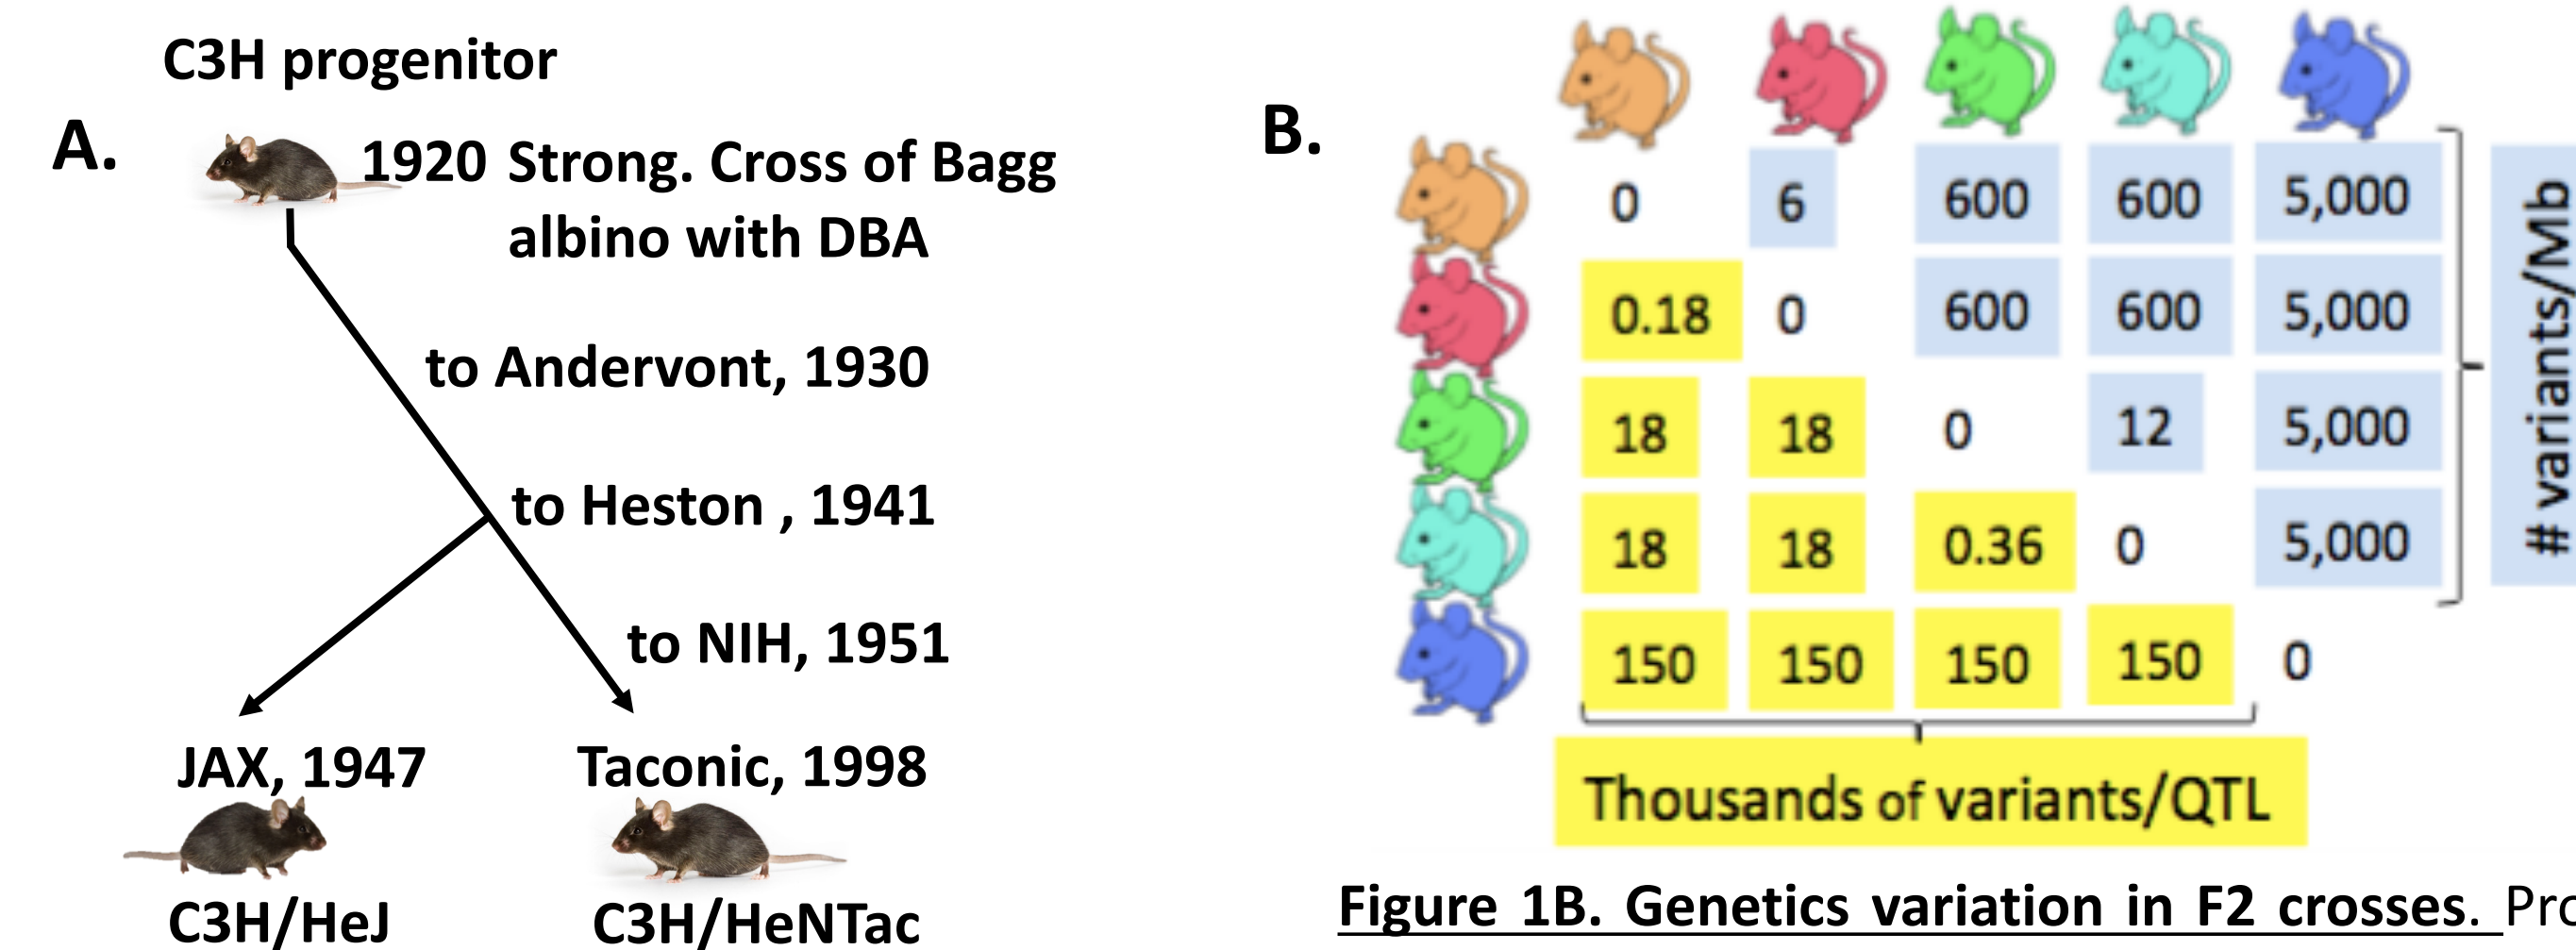 C3H progenitor
A.
1920 Strong. Cross of Bagg
albino with DBA
to Andervont, 1930
to Heston , 1941
to NIH, 1951
JAX, 1947
Taconic, 1998
C3H/HeJ
C3H/HeNTac
B.
0 6 600 600 5,000
0.18 0 600 600 5,000
18 18 0 12 5,000
18 18 0.36 0 5,000
150 150 150 150 0
# variants/Mb
Thousands of variants/QTL
Figure 1B. Genetics variation in F2 crosses.